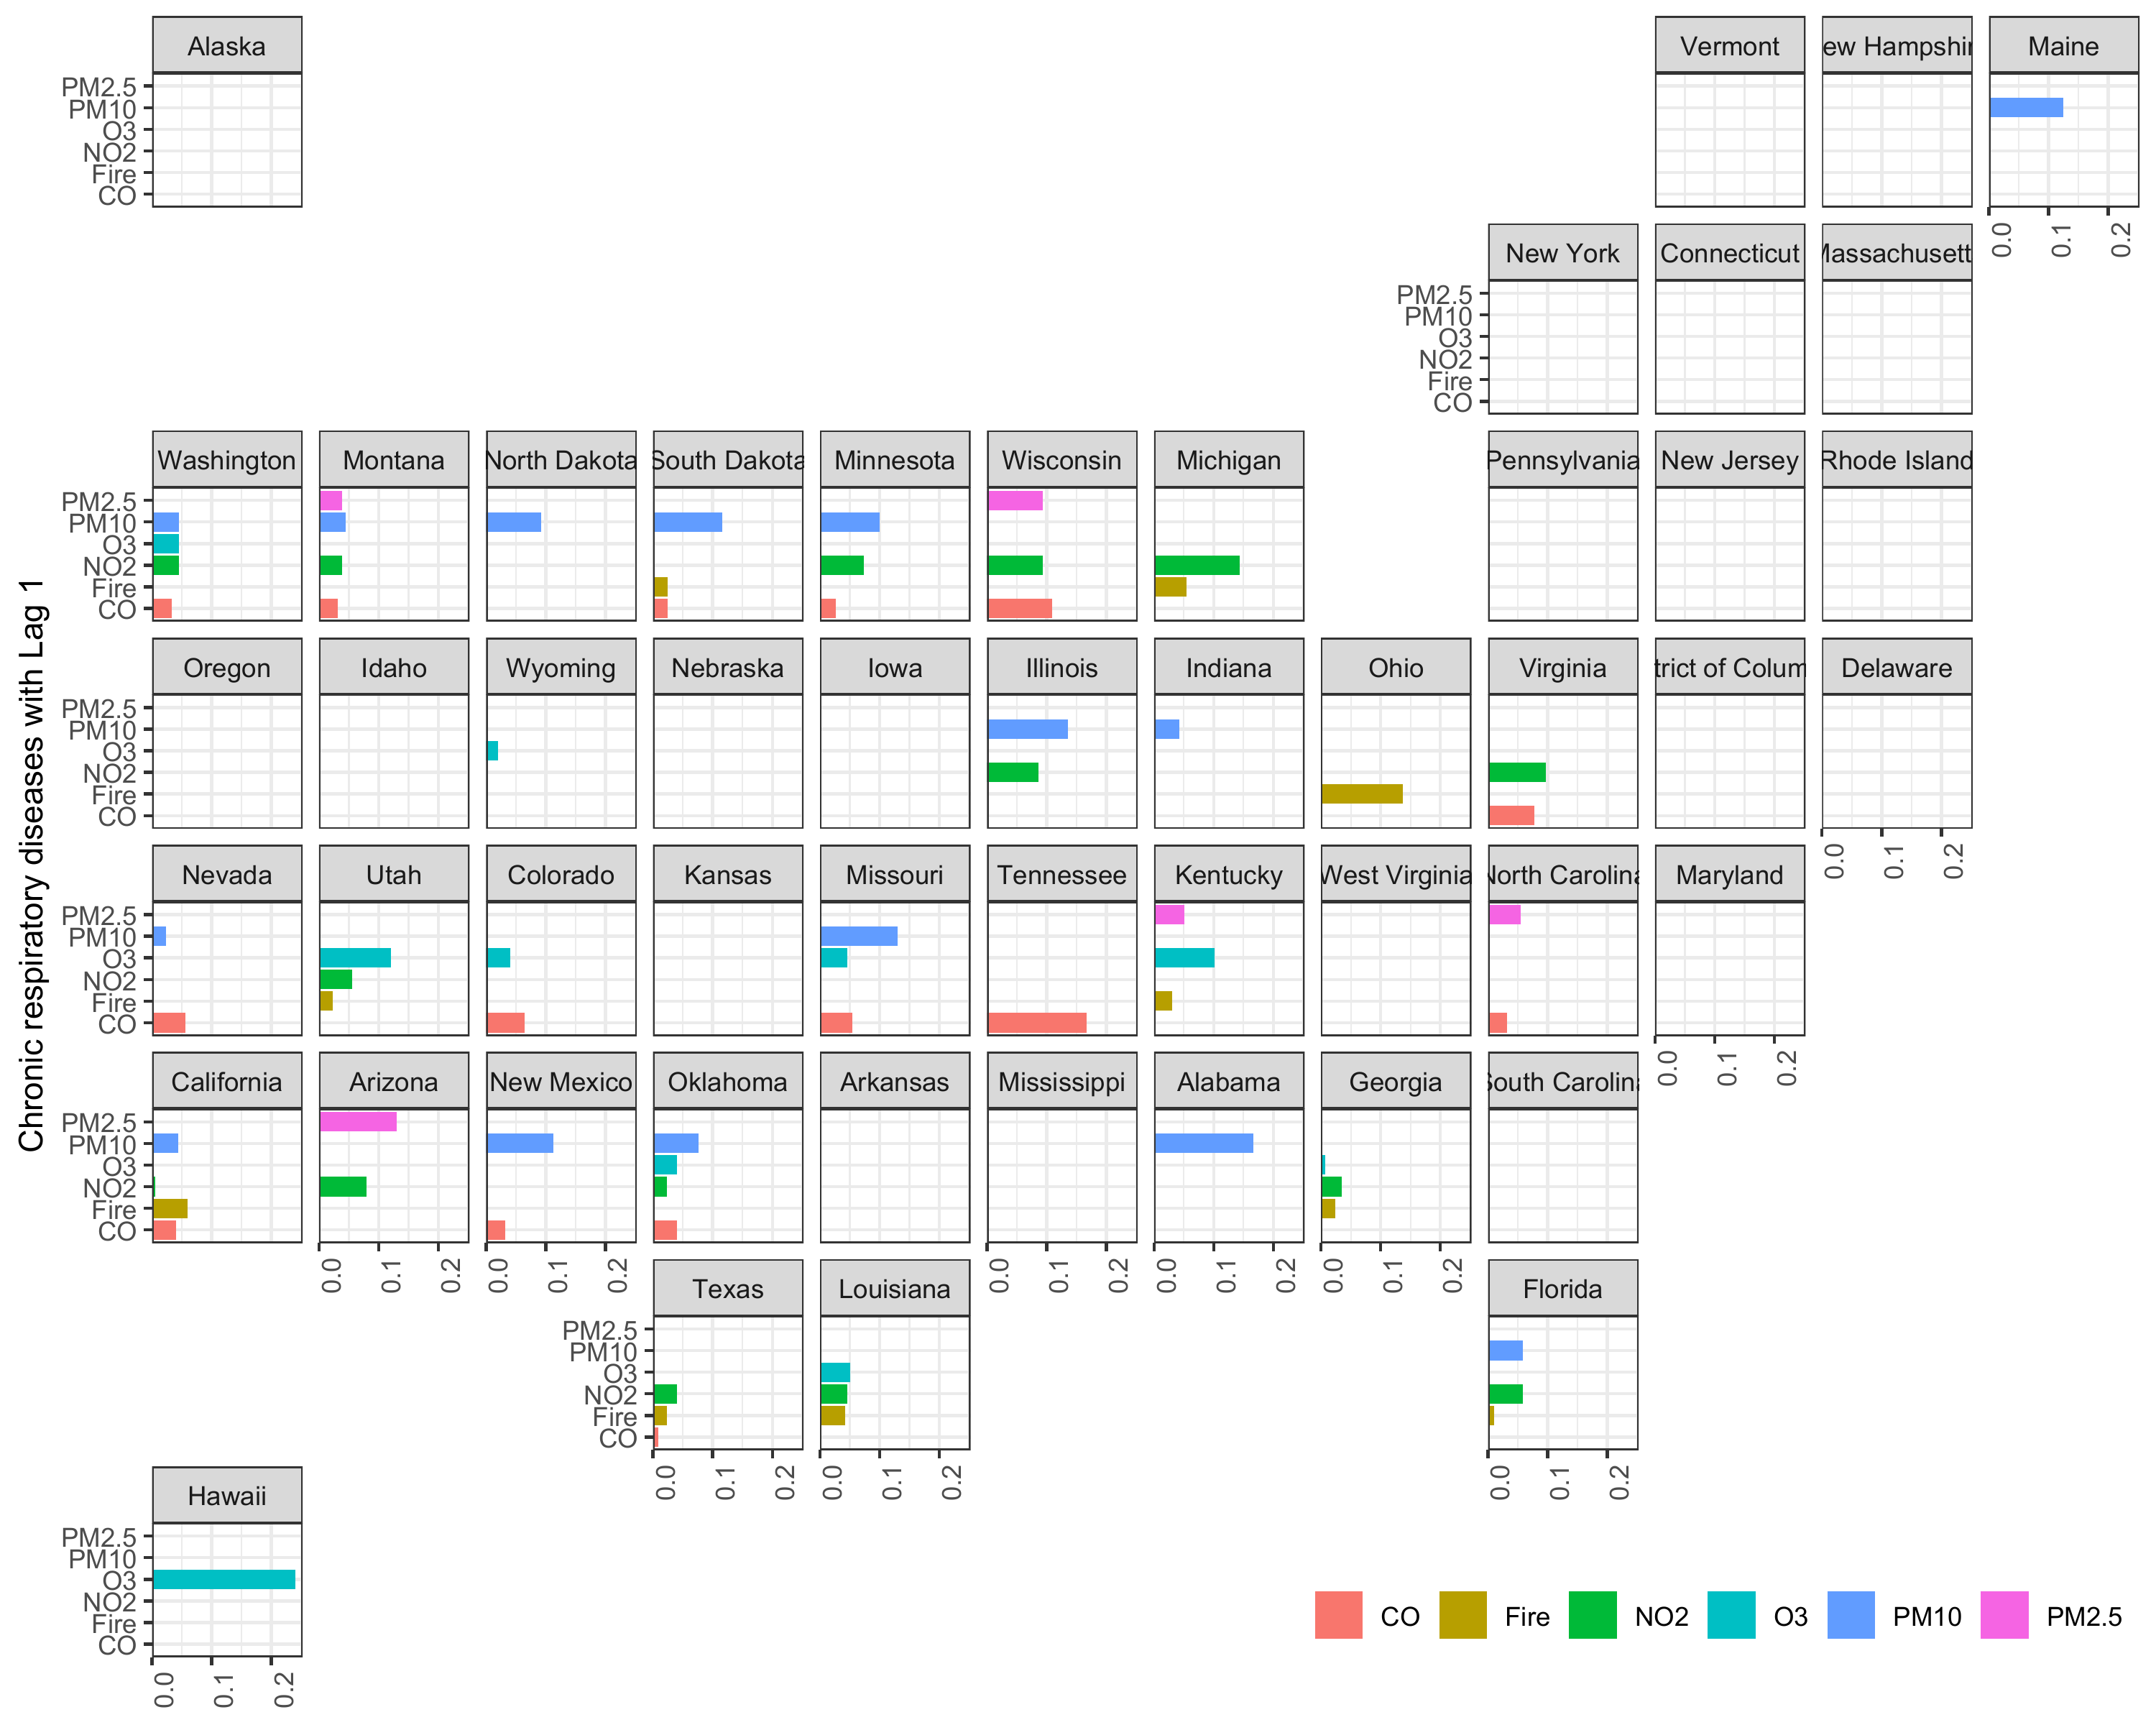 Alaska
Vermont
ew Hampshir
Maine
PM2.5
PM10
O3
NO2
Fire
CO
0.0 0.1 0.2
New York
Connecticut
Massachusett
PM2.5
PM10
O3
NO2
Fire
CO
Chronic respiratory diseases with Lag 1
Washington
Montana
North Dakota
South Dakota
Minnesota
Wisconsin
Michigan
Pennsylvania
New Jersey
Rhode Island
PM2.5
PM10
O3
NO2
Fire
CO
Oregon
Idaho
Wyoming
Nebraska
Iowa
Illinois
Indiana
Ohio
Virginia
trict of Colum
Delaware
PM2.5
PM10
O3
NO2
Fire
CO
0.0 0.1 0.2
Nevada
Utah
Colorado
Kansas
Missouri
Tennessee
Kentucky
West Virginia
North Carolina
Maryland
PM2.5
PM10
O3
NO2
Fire
CO
0.0 0.1 0.2
California
Arizona
New Mexico
Oklahoma
Arkansas
Mississippi
Alabama
Georgia
South Carolina
PM2.5
PM10
O3
NO2
Fire
CO
0.0 0.1 0.2
0.0 0.1 0.2
0.0 0.1 0.2
0.0 0.1 0.2
0.0 0.1 0.2
Texas
Louisiana
Florida
PM2.5
PM10
O3
NO2
Fire
CO
0.0 0.1 0.2
0.0 0.1 0.2
0.0 0.1 0.2
Hawaii
PM2.5
PM10
O3
NO2
Fire
CO
0.0 0.1 0.2
CO Fire NO2 O3 PM10 PM2.5